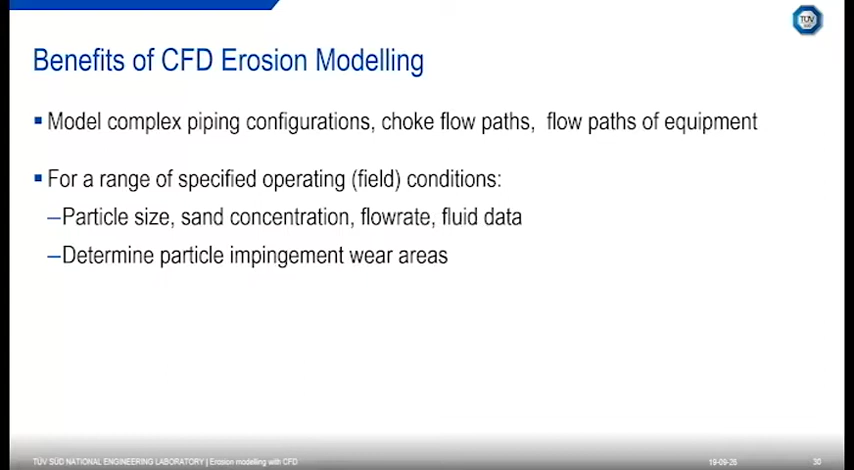 TÜV
Benefits of CFD Erosion Modelling
Model complex piping configurations, choke flow paths, flow paths of equipment
For a range of specified operating (field) conditions:
–Particle size, sand concentration, flowrate, fluid data
–Determine particle impingement wear areas
TÜV SÜD NATIONAL ENGINEERING LABORATORY | Erosion modelling with CFD
30